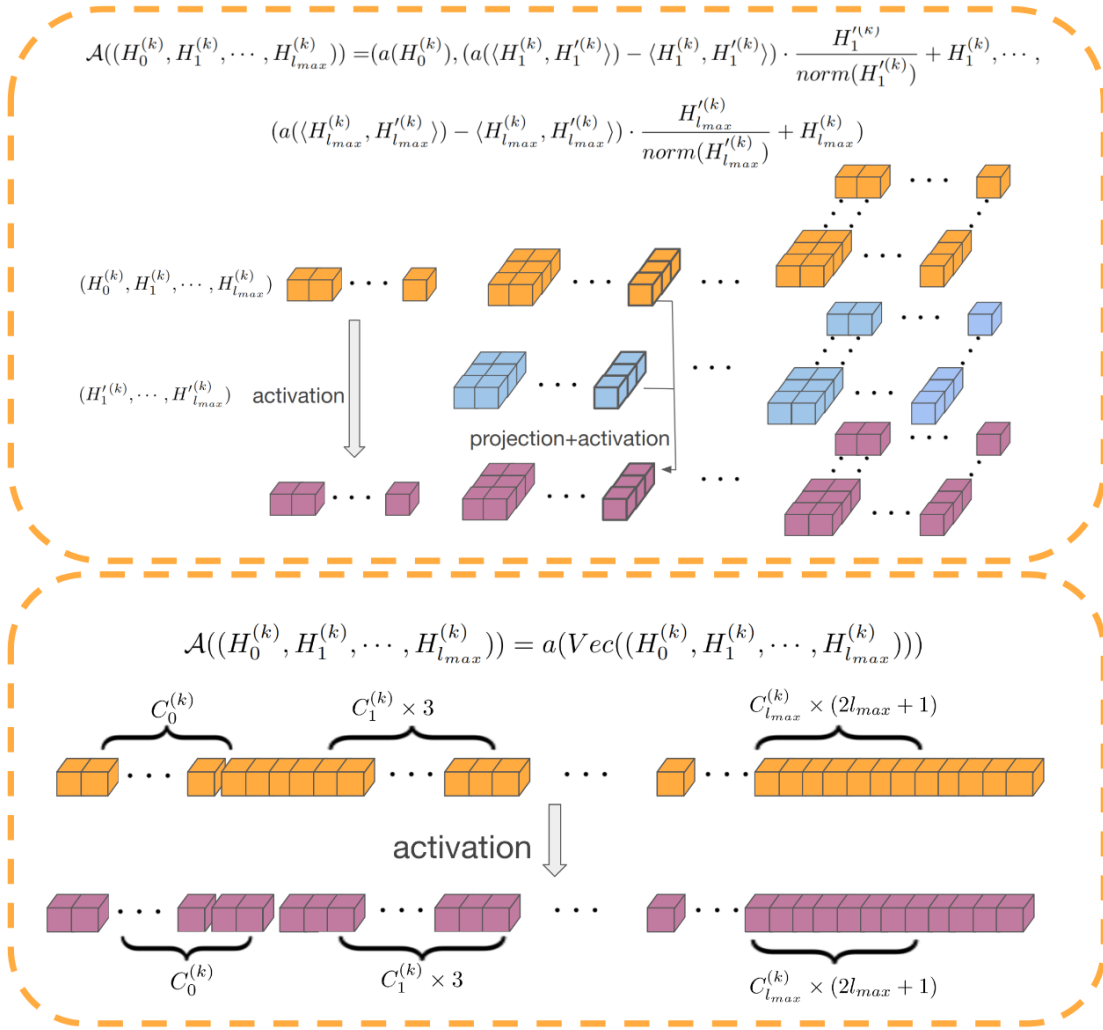 𝒜((H_0^{(k)}, H_1^{(k)}, ⋯, H_{l_{max}}^{(k)})) =(a(H_0^{(k)}), (a(⟨H_1^{(k)}, H_1'^{(k)}⟩) − ⟨H_1^{(k)}, H_1'^{(k)}⟩) · \frac{H_1'^{(k)}}{norm(H_1'^{(k)})} + H_1^{(k)}, ⋯,
(a(⟨H_{l_{max}}^{(k)}, H_{l_{max}}'^{(k)}⟩) − ⟨H_{l_{max}}^{(k)}, H_{l_{max}}'^{(k)}⟩) · \frac{H_{l_{max}}'^{(k)}}{norm(H_{l_{max}}'^{(k)})} + H_{l_{max}}^{(k)})
(H_0^{(k)}, H_1^{(k)}, ⋯, H_{l_{max}}^{(k)})
(H_1'^{(k)}, ⋯, H'^{(k)}_{l_{max}})
activation
projection+activation
𝒜((H_0^{(k)}, H_1^{(k)}, ⋯, H_{l_{max}}^{(k)})) = a(Vec((H_0^{(k)}, H_1^{(k)}, ⋯, H_{l_{max}}^{(k)})))
C_0^{(k)}
C_1^{(k)} × 3
C_{l_{max}}^{(k)} × (2l_{max} + 1)
activation
C_0^{(k)}
C_1^{(k)} × 3
C_{l_{max}}^{(k)} × (2l_{max} + 1)